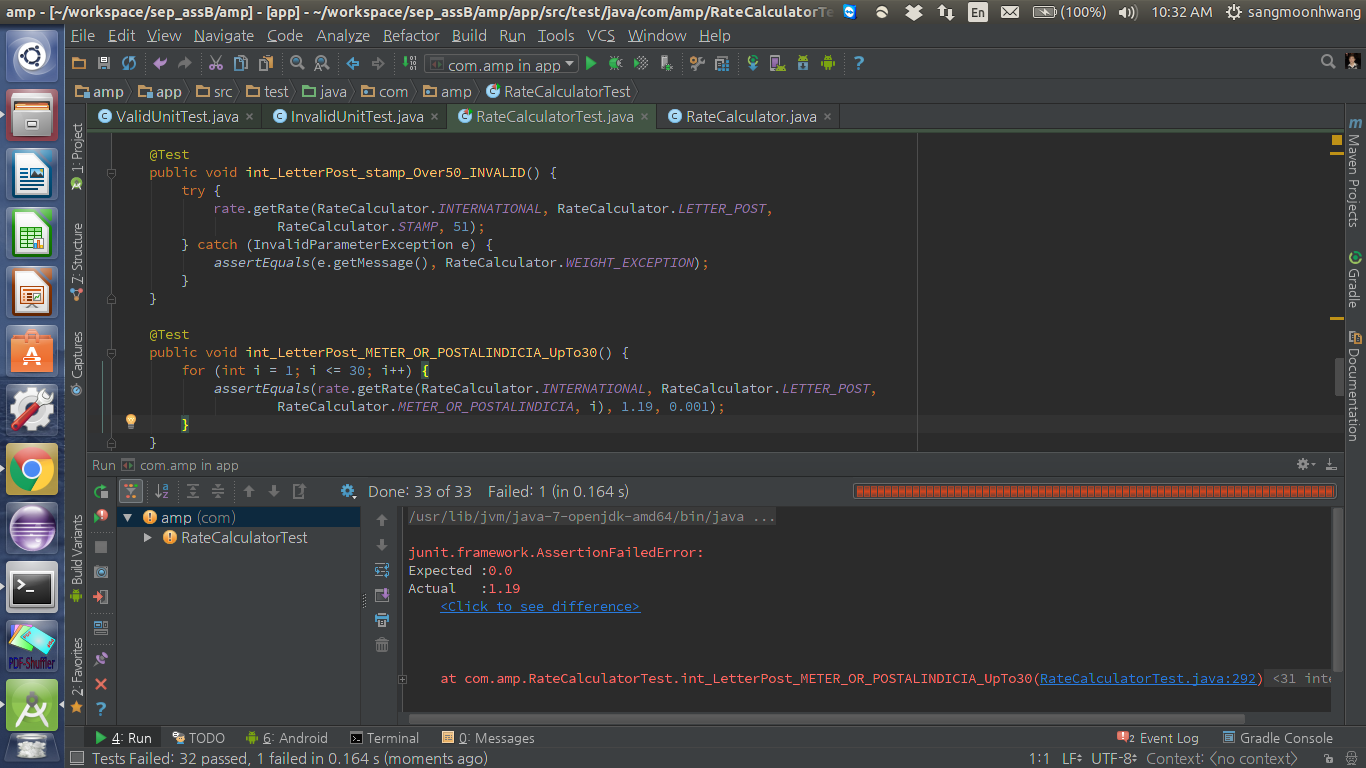 amp - [~/workspace/sep_assB/amp] - [app] - ~/workspace/sep_assB/amp/app/src/test/java/com/amp/RateCalculatorTe
En (100%) 10:32 AM sangmoonhwang
File Edit View Navigate Code Analyze Refactor Build Run Tools VCS Window Help
com.amp in app
amp app src test java com amp RateCalculatorTest
ValidUnitTest.java InvalidUnitTest.java RateCalculatorTest.java RateCalculator.java
1: Project
Z: Structure
Captures
Build Variants
2: Favorites
@Test
public void int_LetterPost_stamp_Over50_INVALID() {
try {
rate.getRate(RateCalculator.INTERNATIONAL, RateCalculator.LETTER_POST,
RateCalculator.STAMP, 51);
} catch (InvalidParameterException e) {
assertEquals(e.getMessage(), RateCalculator.WEIGHT_EXCEPTION);
}
}
@Test
public void int_LetterPost_METER_OR_POSTALINDICIA_UpTo30() {
for (int i = 1; i <= 30; i++) {
assertEquals(rate.getRate(RateCalculator.INTERNATIONAL, RateCalculator.LETTER_POST,
RateCalculator.METER_OR_POSTALINDICIA, i), 1.19, 0.001);
}
}
m Maven Projects
Gradle
Documentation
Run com.amp in app
Done: 33 of 33 Failed: 1 (in 0.164 s)
amp (com)
RateCalculatorTest
/usr/lib/jvm/java-7-openjdk-amd64/bin/java ...
junit.framework.AssertionFailedError:
Expected :0.0
Actual :1.19
<Click to see difference>
at com.amp.RateCalculatorTest.int_LetterPost_METER_OR_POSTALINDICIA_UpTo30(RateCalculatorTest.java:292) <31 inte
PDF-Shuffler
4: Run TODO 6: Android Terminal 0: Messages 2 Event Log Gradle Console
Tests Failed: 32 passed, 1 failed in 0.164 s (moments ago) 1:1 LF UTF-8 Context: <no context>